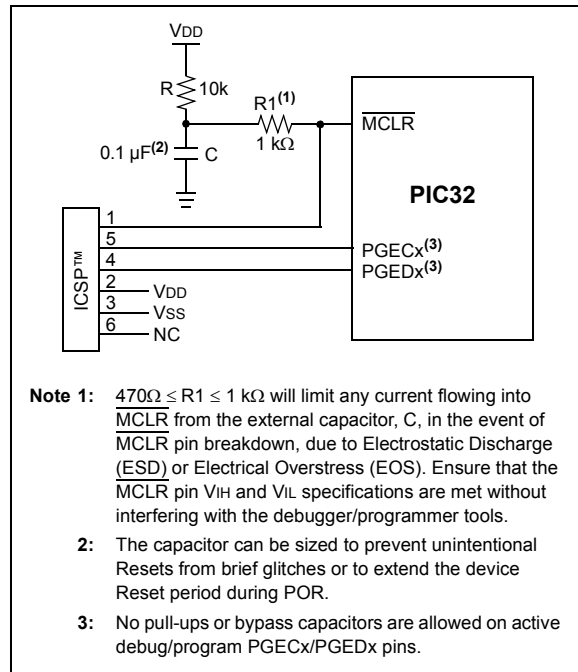 VDD
R 10k
R1(1)
1 kΩ
MCLR
0.1 µF(2) C
PIC32
ICSP™
1
5 PGECx(3)
4 PGEDx(3)
2 VDD
3 VSS
6 NC
Note 1: 470Ω ≤ R1 ≤ 1 kΩ will limit any current flowing into
MCLR from the external capacitor, C, in the event of
MCLR pin breakdown, due to Electrostatic Discharge
(ESD) or Electrical Overstress (EOS). Ensure that the
MCLR pin VIH and VIL specifications are met without
interfering with the debugger/programmer tools.
2: The capacitor can be sized to prevent unintentional
Resets from brief glitches or to extend the device
Reset period during POR.
3: No pull-ups or bypass capacitors are allowed on active
debug/program PGECx/PGEDx pins.